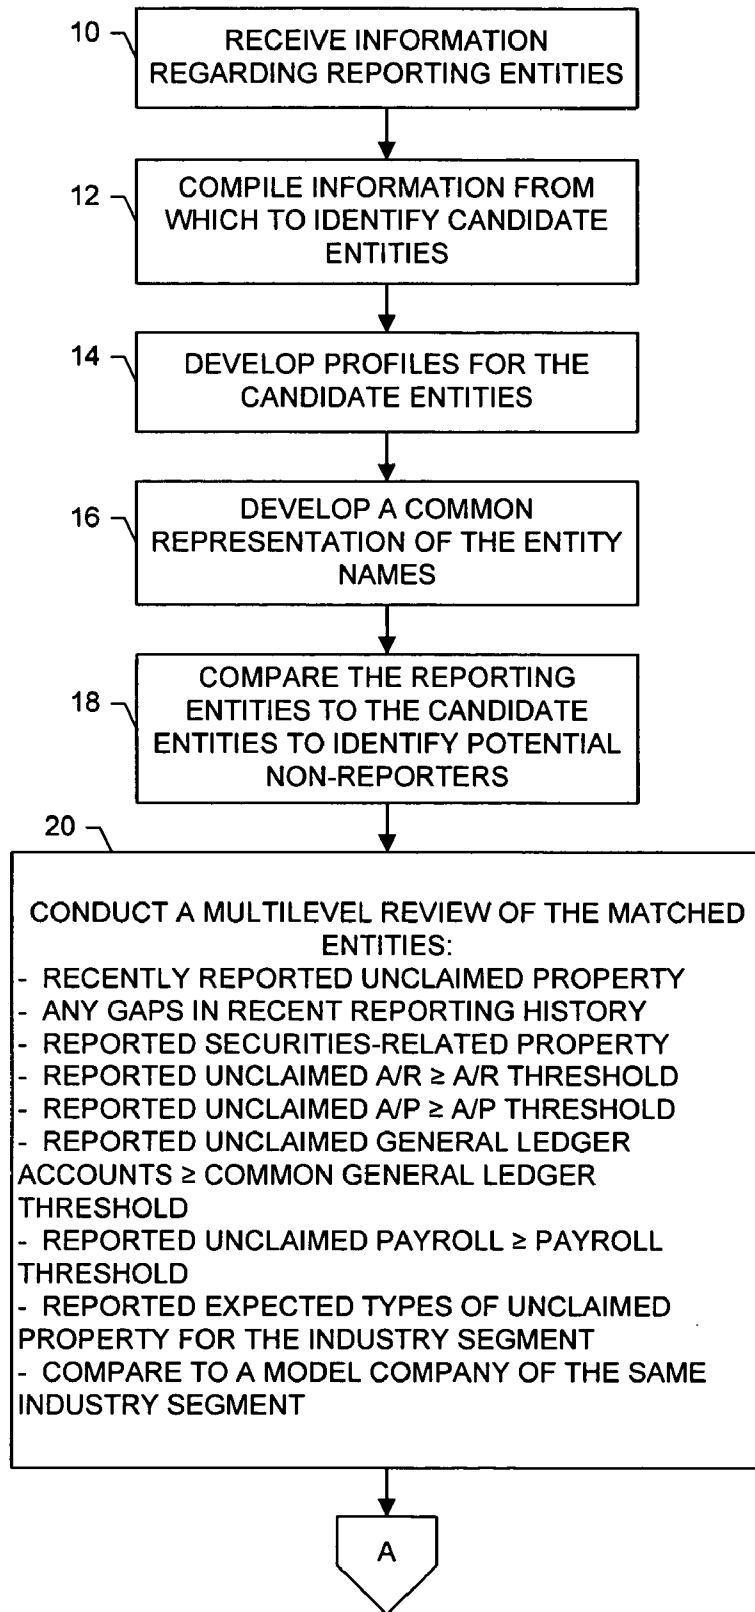 10
RECEIVE INFORMATION
REGARDING REPORTING ENTITIES
12
COMPILE INFORMATION FROM
WHICH TO IDENTIFY CANDIDATE
ENTITIES
14
DEVELOP PROFILES FOR THE
CANDIDATE ENTITIES
16
DEVELOP A COMMON
REPRESENTATION OF THE ENTITY
NAMES
18
COMPARE THE REPORTING
ENTITIES TO THE CANDIDATE
ENTITIES TO IDENTIFY POTENTIAL
NON-REPORTERS
20
CONDUCT A MULTILEVEL REVIEW OF THE MATCHED
ENTITIES:
- RECENTLY REPORTED UNCLAIMED PROPERTY
- ANY GAPS IN RECENT REPORTING HISTORY
- REPORTED SECURITIES-RELATED PROPERTY
- REPORTED UNCLAIMED A/R ≥ A/R THRESHOLD
- REPORTED UNCLAIMED A/P ≥ A/P THRESHOLD
- REPORTED UNCLAIMED GENERAL LEDGER
ACCOUNTS ≥ COMMON GENERAL LEDGER
THRESHOLD
- REPORTED UNCLAIMED PAYROLL ≥ PAYROLL
THRESHOLD
- REPORTED EXPECTED TYPES OF UNCLAIMED
PROPERTY FOR THE INDUSTRY SEGMENT
- COMPARE TO A MODEL COMPANY OF THE SAME
INDUSTRY SEGMENT
A